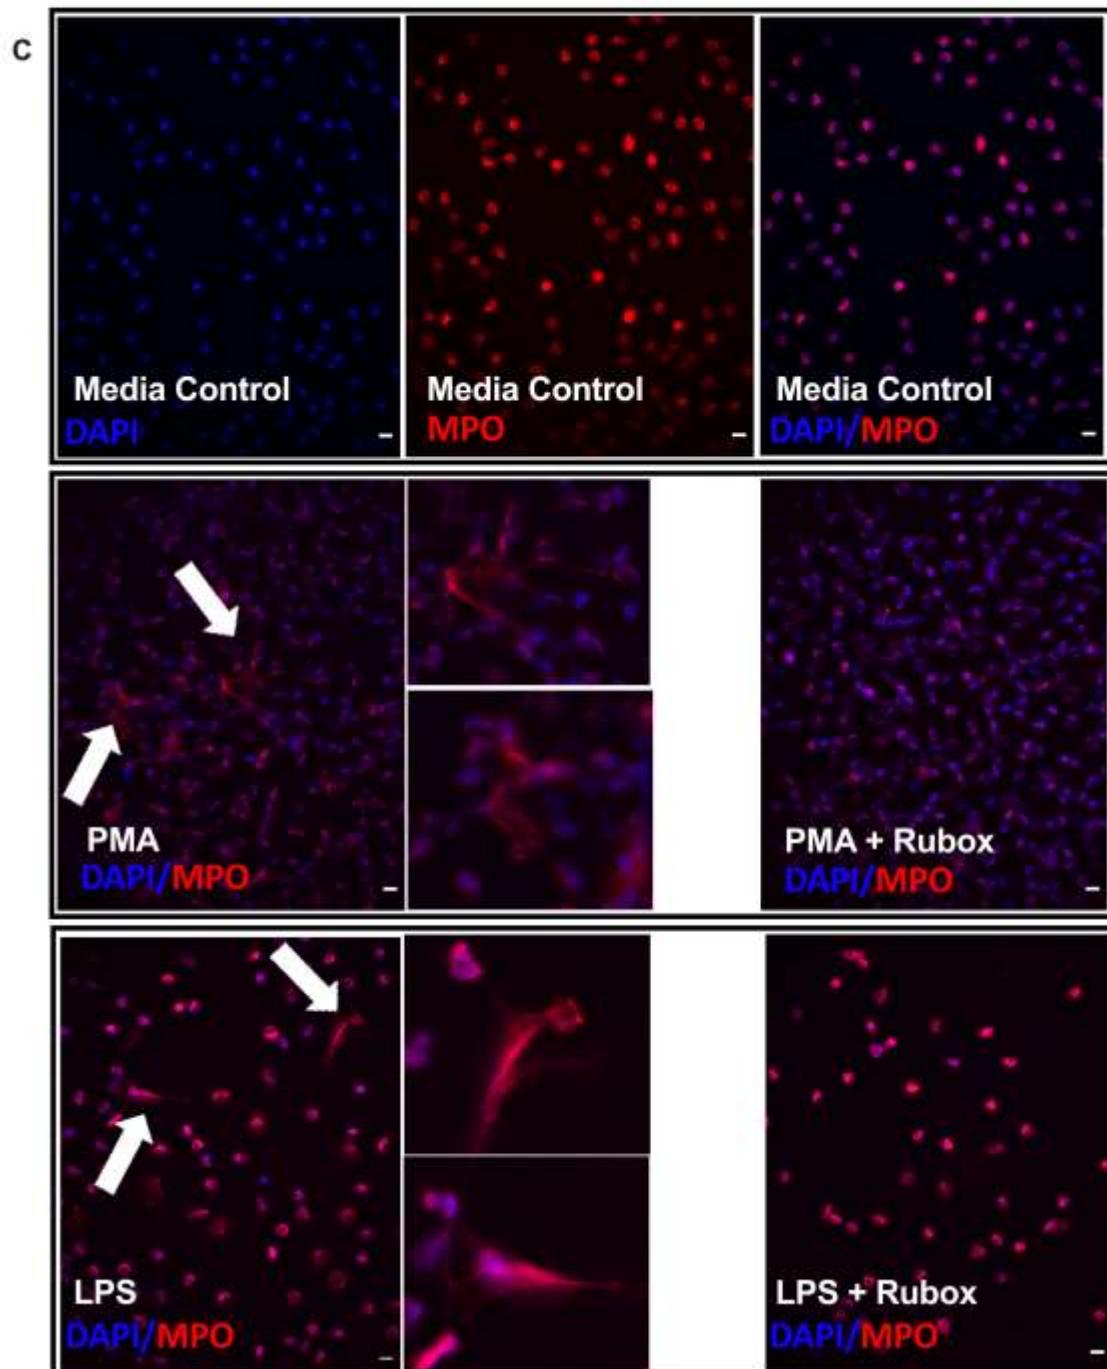 C
Media Control
DAPI
Media Control
MPO
Media Control
DAPI/MPO
PMA
DAPI/MPO
PMA + Rubox
DAPI/MPO
LPS
DAPI/MPO
LPS + Rubox
DAPI/MPO